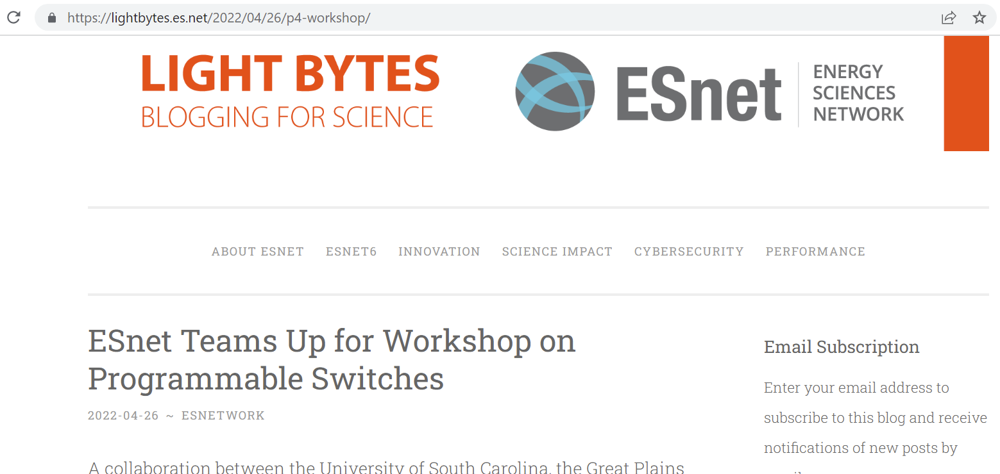 https://lightbytes.es.net/2022/04/26/p4-workshop/
LIGHT BYTES
BLOGGING FOR SCIENCE
ESnet
ENERGY
SCIENCES
NETWORK
ABOUT ESNET ESNET6 INNOVATION SCIENCE IMPACT CYBERSECURITY PERFORMANCE
ESnet Teams Up for Workshop on
Programmable Switches
2022-04-26 ~ ESNETWORK
A collaboration between the University of South Carolina, the Great Plains
Email Subscription
Enter your email address to
subscribe to this blog and receive
notifications of new posts by